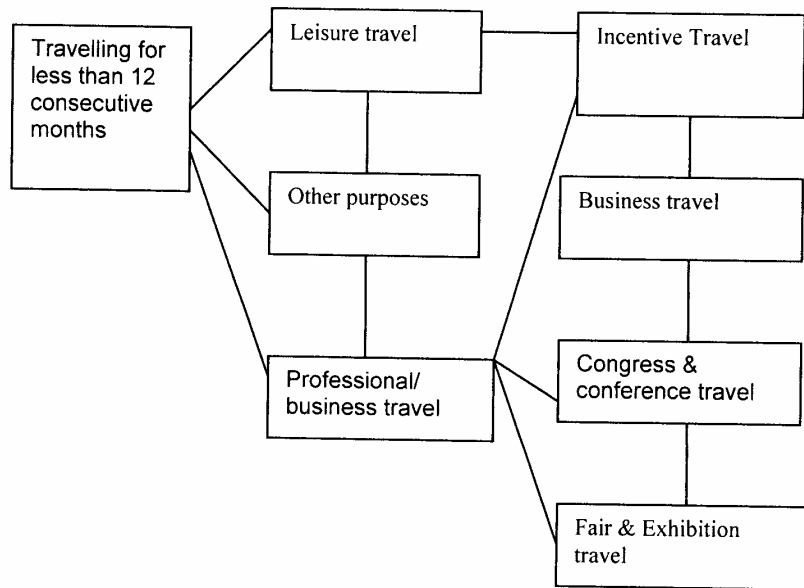 Travelling for
less than 12
consecutive
months
Leisure travel
Other purposes
Professional/
business travel
Incentive Travel
Business travel
Congress &
conference travel
Fair & Exhibition
travel